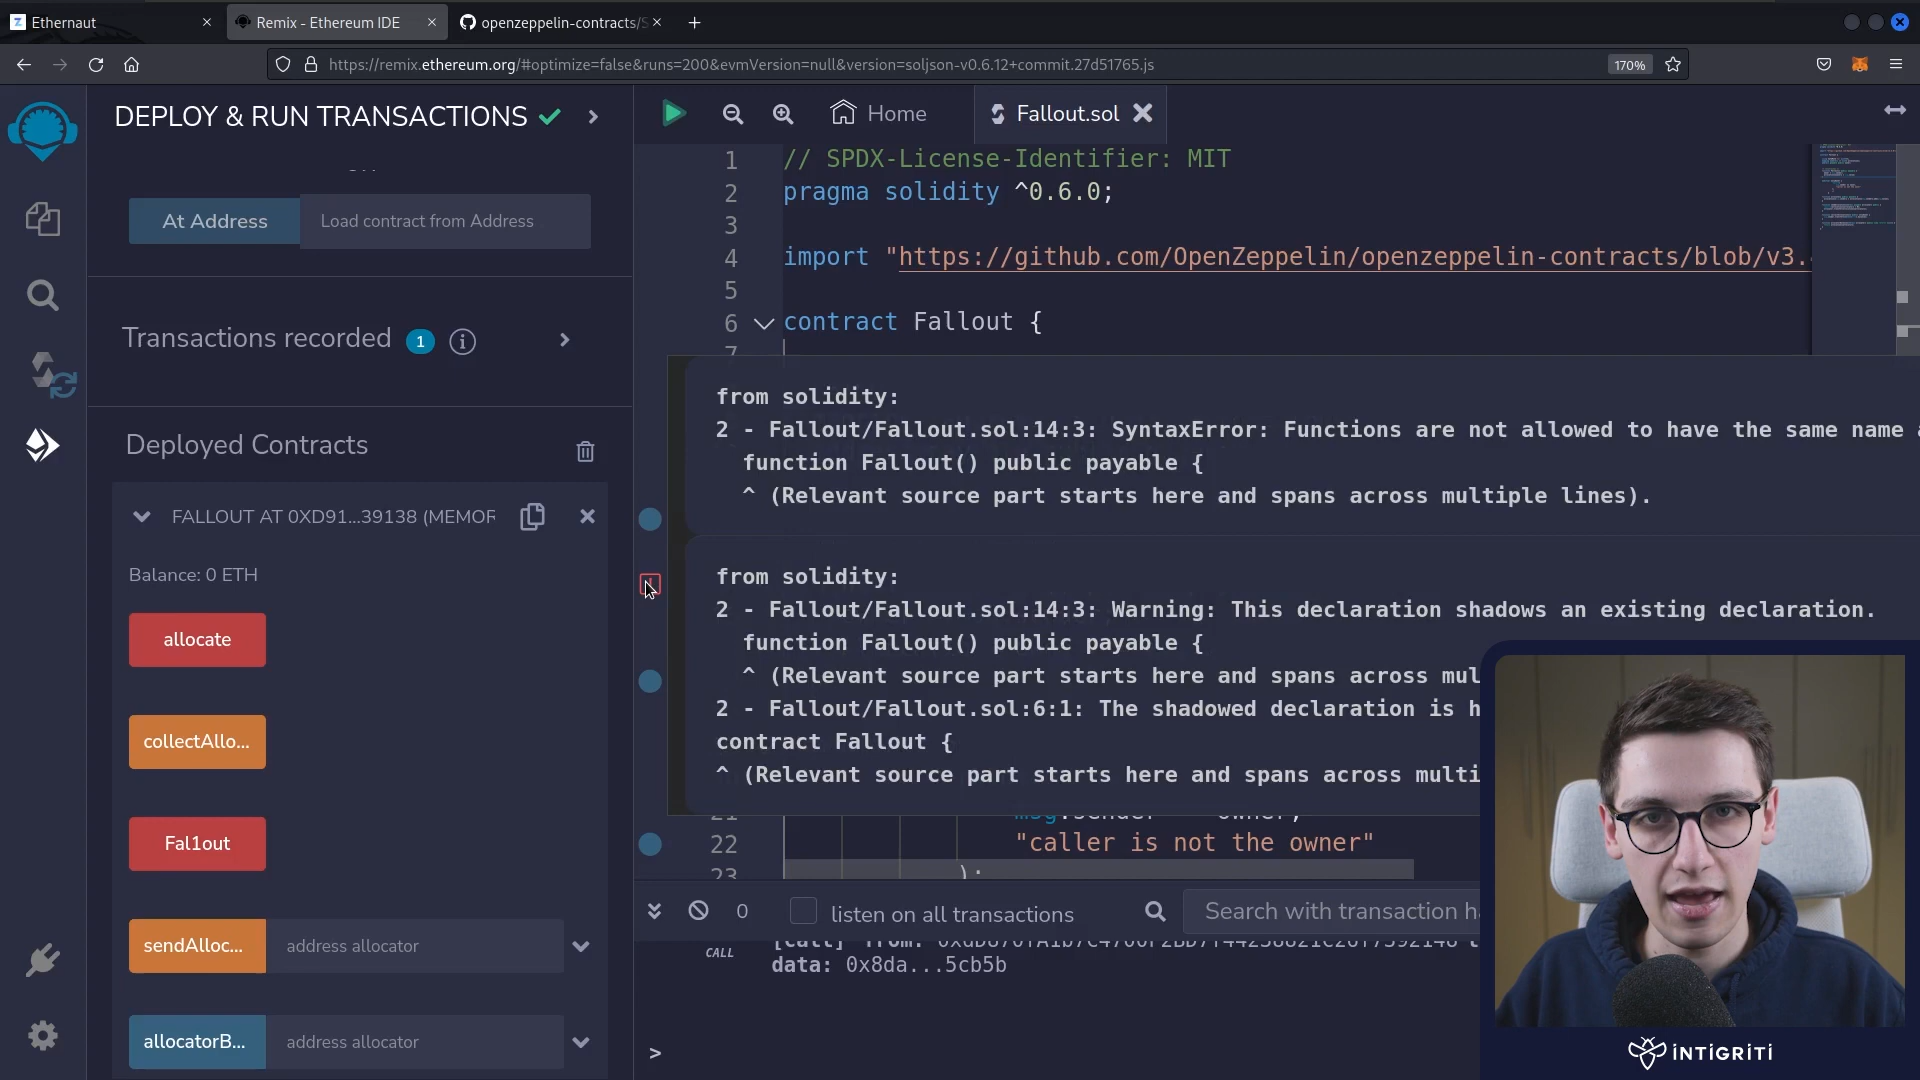 Ethernaut
Remix - Ethereum IDE
openzeppelin-contracts/S
https://remix.ethereum.org/#optimize=false&runs=200&evmVersion=null&version=soljson-v0.6.12+commit.27d51765.js
170%
DEPLOY & RUN TRANSACTIONS
At Address
Load contract from Address
Transactions recorded 1
Deployed Contracts
FALLOUT AT 0XD91...39138 (MEMOR
Balance: 0 ETH
allocate
collectAllo...
Fal1out
sendAlloc...
address allocator
allocatorB...
address allocator
Home
Fallout.sol
1 // SPDX-License-Identifier: MIT
2 pragma solidity ^0.6.0;
3
4 import "https://github.com/OpenZeppelin/openzeppelin-contracts/blob/v3.
5
6 contract Fallout {
7
from solidity:
2 - Fallout/Fallout.sol:14:3: SyntaxError: Functions are not allowed to have the same name a
function Fallout() public payable {
^ (Relevant source part starts here and spans across multiple lines).
from solidity:
2 - Fallout/Fallout.sol:14:3: Warning: This declaration shadows an existing declaration.
function Fallout() public payable {
^ (Relevant source part starts here and spans across mul
2 - Fallout/Fallout.sol:6:1: The shadowed declaration is h
contract Fallout {
^ (Relevant source part starts here and spans across multi
21 msg.sender owner,
22 "caller is not the owner"
23 );
0
listen on all transactions
Search with transaction ha
CALL
[call] from:
data: 0x8da...5cb5b
>
INTIGRITI